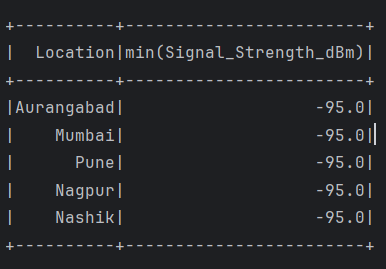 +----------+------------------------+
|  Location|min(Signal_Strength_dBm)|
+----------+------------------------+
|Aurangabad|                   -95.0|
|    Mumbai|                   -95.0|
|      Pune|                   -95.0|
|    Nagpur|                   -95.0|
|    Nashik|                   -95.0|
+----------+------------------------+